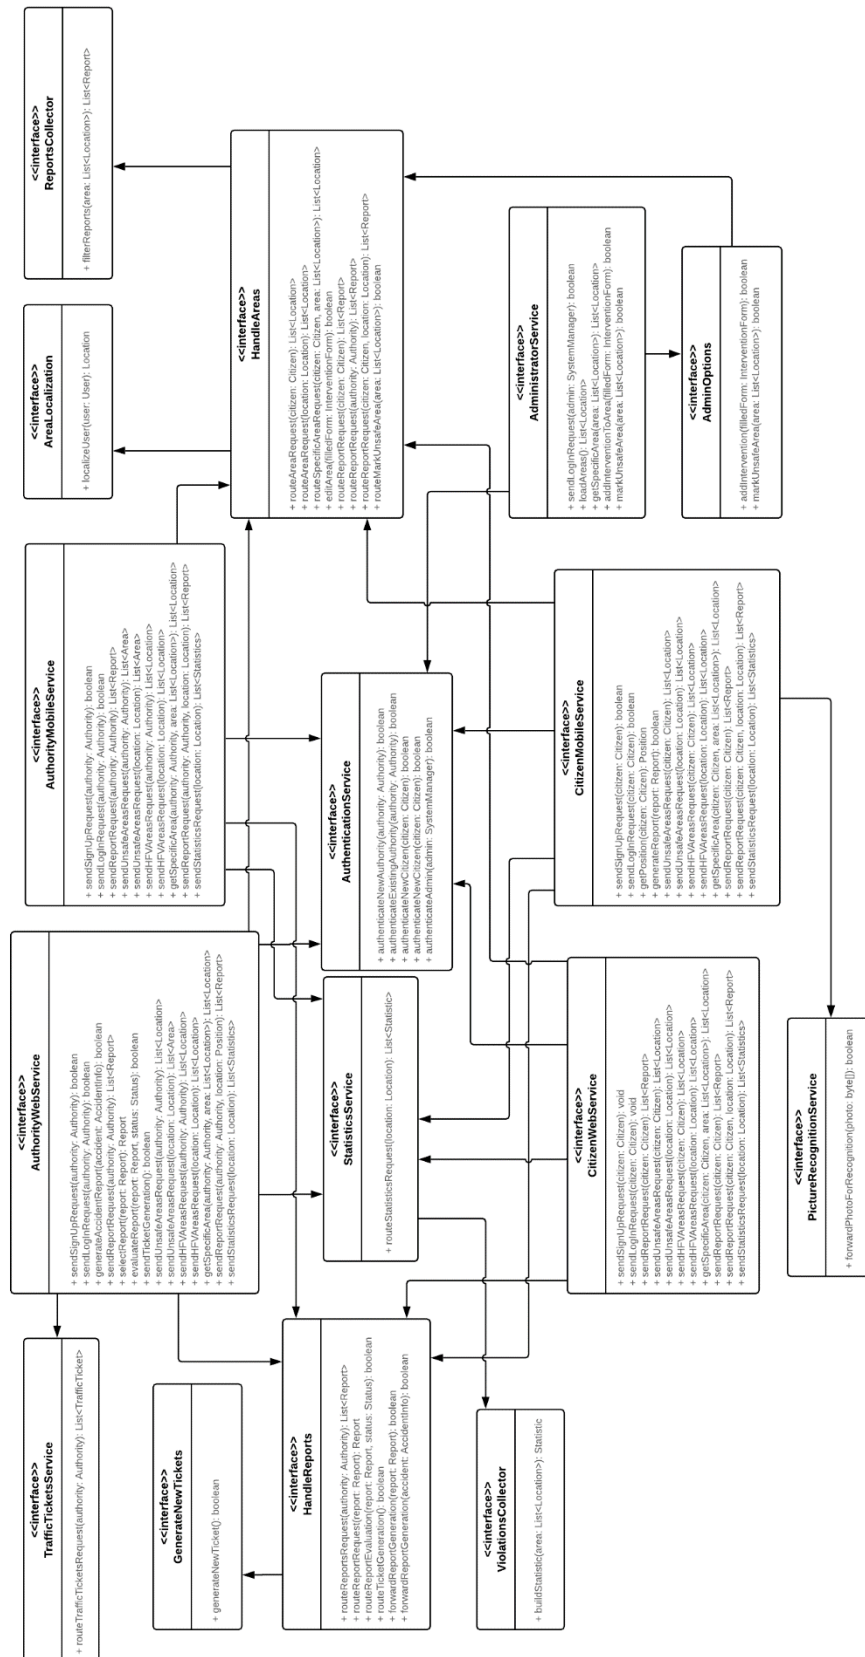 <<interface>>
TrafficTicketsService
+ routeTrafficTicketsRequest(authority: Authority): List<TrafficTicket>
<<interface>>
AuthorityWebService
+ sendSignUpRequest(authority: Authority): boolean
+ sendLogInRequest(authority: Authority): boolean
+ generateAccidentReport(accident: AccidentInfo): boolean
+ sendReportRequest(authority: Authority): List<Report>
+ selectReport(report: Report): Report
+ evaluateReport(report: Report, status: Status): boolean
+ sendTicketGeneration(): boolean
+ sendUnsafeAreasRequest(authority: Authority): List<Location>
+ sendUnsafeAreasRequest(location: Location): List<Area>
+ sendHFVAreasRequest(authority: Authority): List<Location>
+ sendHFVAreasRequest(location: Location): List<Location>
+ getSpecificArea(authority: Authority, area: List<Location>): List<Location>
+ sendReportRequest(authority: Authority, location: Position): List<Report>
+ sendStatisticsRequest(location: Location): List<Statistics>
<<interface>>
AuthorityMobileService
+ sendSignUpRequest(authority: Authority): boolean
+ sendLogInRequest(authority: Authority): boolean
+ sendReportRequest(authority: Authority): List<Report>
+ sendUnsafeAreasRequest(authority: Authority): List<Area>
+ sendUnsafeAreasRequest(location: Location): List<Area>
+ sendHFVAreasRequest(authority: Authority): List<Location>
+ sendHFVAreasRequest(location: Location): List<Location>
+ getSpecificArea(authority: Authority, area: List<Location>): List<Location>
+ sendReportRequest(authority: Authority, location: Location): List<Report>
+ sendStatisticsRequest(location: Location): List<Statistics>
<<interface>>
AreaLocalization
+ localizeUser(user: User): Location
<<interface>>
ReportsCollector
+ filterReports(area: List<Location>): List<Report>
<<interface>>
GenerateNewTickets
+ generateNewTicket(): boolean
<<interface>>
HandleAreas
+ routeAreaRequest(citizen: Citizen): List<Location>
+ routeAreaRequest(location: Location): List<Location>
+ routeSpecificAreaRequest(citizen: Citizen, area: List<Location>): List<Location>
+ editArea(filledForm: InterventionForm): boolean
+ routeReportRequest(citizen: Citizen): List<Report>
+ routeReportRequest(authority: Authority): List<Report>
+ routeReportRequest(citizen: Citizen, location: Location): List<Report>
+ routeMarkUnsafeArea(area: List<Location>): boolean
<<interface>>
HandleReports
+ routeReportsRequest(authority: Authority): List<Report>
+ routeReportRequest(report: Report): Report
+ routeReportEvaluation(report: Report, status: Status): boolean
+ routeTicketGeneration(): boolean
+ forwardReportGeneration(report: Report): boolean
+ forwardReportGeneration(accident: AccidentInfo): boolean
<<interface>>
StatisticsService
+ routeStatisticsRequest(location: Location): List<Statistic>
<<interface>>
AuthenticationService
+ authenticateNewAuthority(authority: Authority): boolean
+ authenticateExistingAuthority(authority: Authority): boolean
+ authenticateNewCitizen(citizen: Citizen): boolean
+ authenticateNewCitizen(citizen: Citizen): boolean
+ authenticateAdmin(admin: SystemManager): boolean
<<interface>>
ViolationsCollector
+ buildStatistic(area: List<Location>): Statistic
<<interface>>
AdministratorService
+ sendLogInRequest(admin: SystemManager): boolean
+ loadAreas(): List<Location>
+ getSpecificArea(area: List<Location>): List<Location>
+ addInterventionToArea(filledForm: InterventionForm): boolean
+ markUnsafeArea(area: List<Location>): boolean
<<interface>>
CitizenWebService
+ sendSignUpRequest(citizen: Citizen): void
+ sendLogInRequest(citizen: Citizen): void
+ sendReportRequest(citizen: Citizen): List<Report>
+ sendUnsafeAreasRequest(citizen: Citizen): List<Location>
+ sendUnsafeAreasRequest(location: Location): List<Location>
+ sendHFVAreasRequest(citizen: Citizen): List<Location>
+ sendHFVAreasRequest(location: Location): List<Location>
+ getSpecificArea(citizen: Citizen, area: List<Location>): List<Location>
+ sendReportRequest(citizen: Citizen): List<Report>
+ sendReportRequest(citizen: Citizen, location: Location): List<Report>
+ sendStatisticsRequest(location: Location): List<Statistics>
<<interface>>
CitizenMobileService
+ sendSignUpRequest(citizen: Citizen): boolean
+ sendLogInRequest(citizen: Citizen): boolean
+ getPosition(citizen: Citizen): Position
+ generateReport(report: Report): boolean
+ sendUnsafeAreasRequest(citizen: Citizen): List<Location>
+ sendUnsafeAreasRequest(location: Location): List<Location>
+ sendHFVAreasRequest(citizen: Citizen): List<Location>
+ sendHFVAreasRequest(location: Location): List<Location>
+ getSpecificArea(citizen: Citizen, area: List<Location>): List<Location>
+ sendReportRequest(citizen: Citizen): List<Report>
+ sendReportRequest(citizen: Citizen, location: Location): List<Report>
+ sendStatisticsRequest(location: Location): List<Statistics>
<<interface>>
AdminOptions
+ addIntervention(filledForm: InterventionForm): boolean
+ markUnsafeArea(area: List<Location>): boolean
<<interface>>
PictureRecognitionService
+ forwardPhotoForRecognition(photo: byte[]): boolean